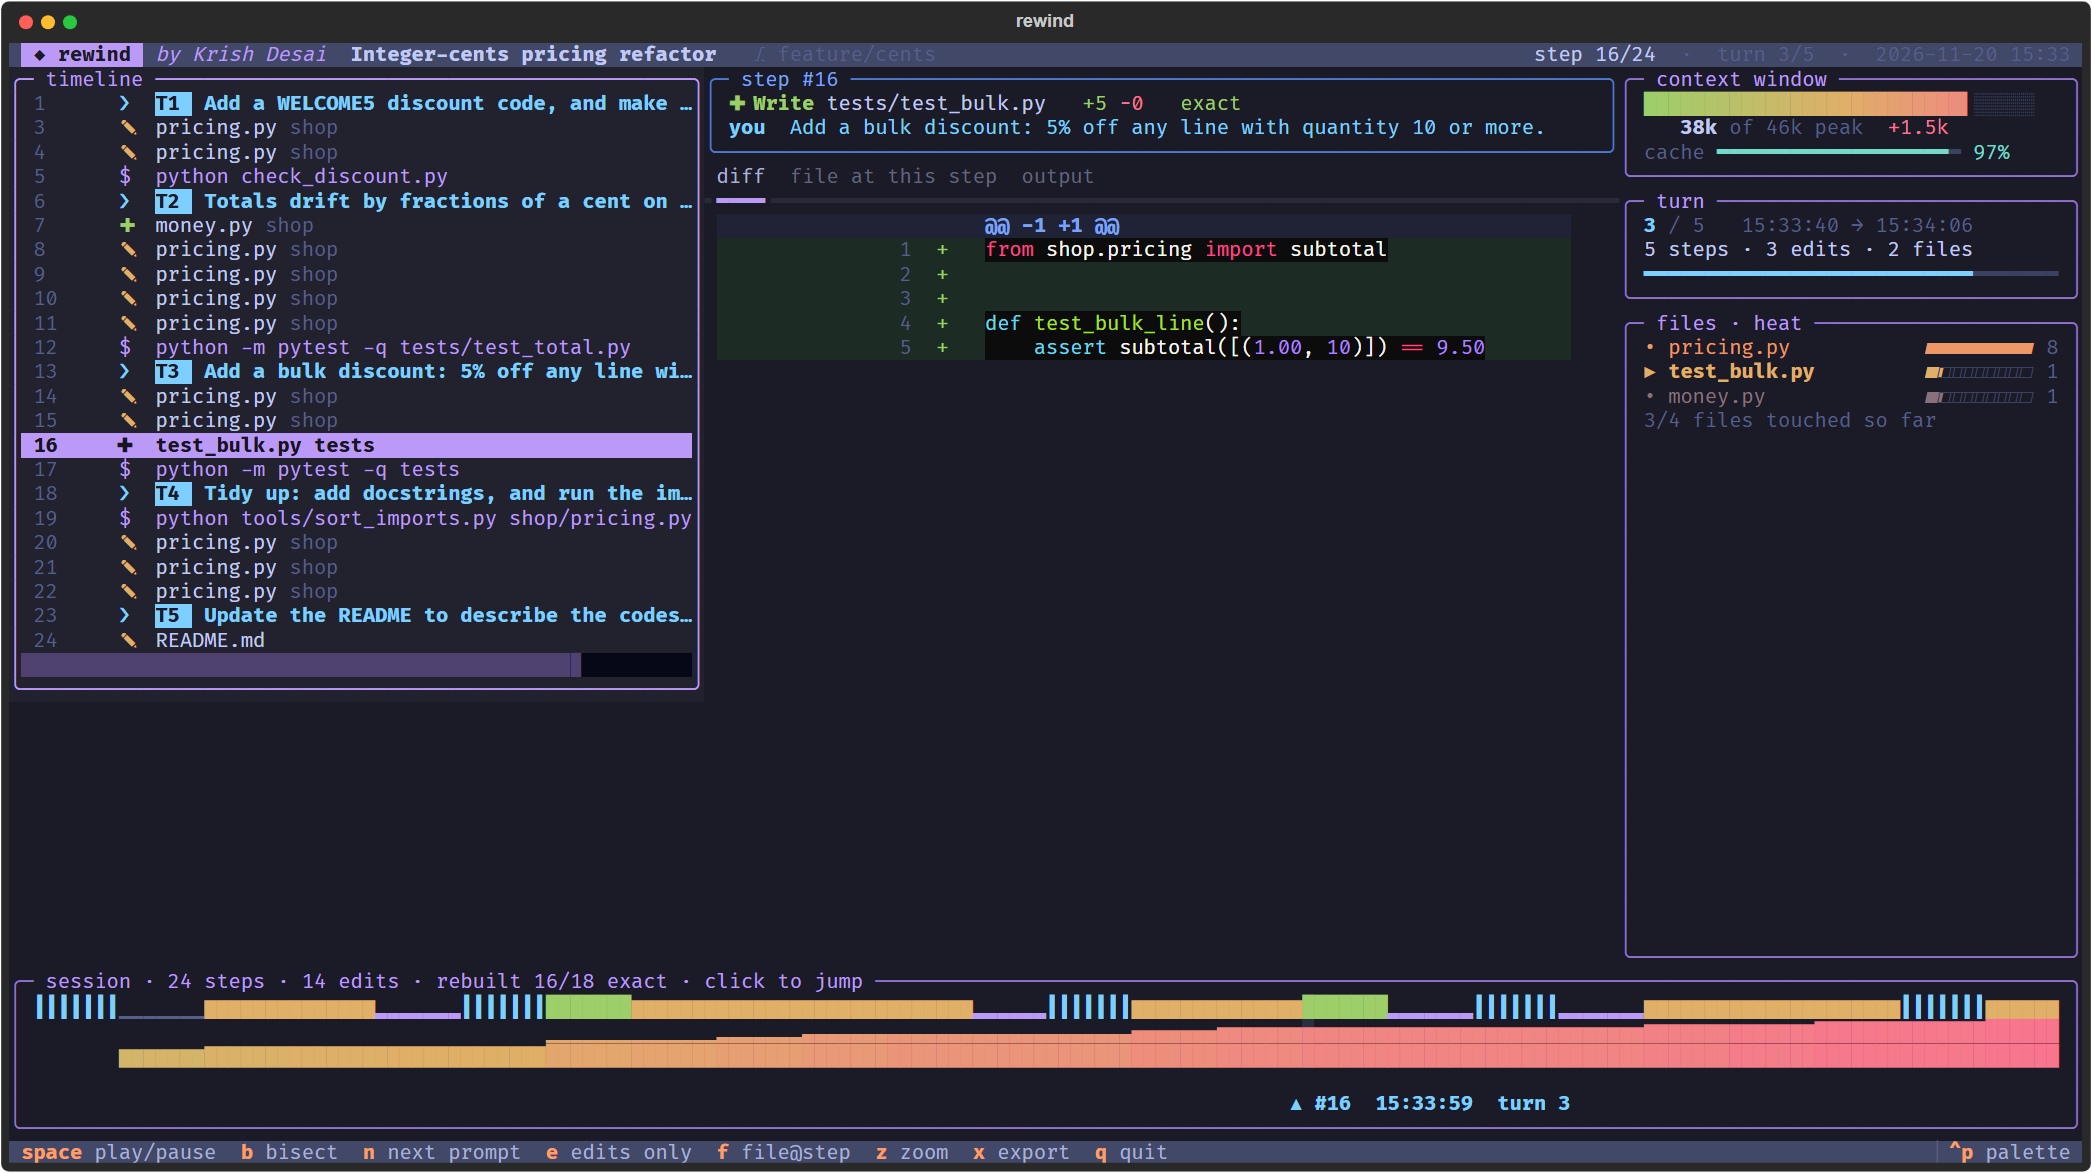 rewind
◆ rewind by Krish Desai Integer-cents pricing refactor feature/cents step 16/24 · turn 3/5 · 2026-11-20 15:33
timeline
1 ❯ T1 Add a WELCOME5 discount code, and make …
3 pricing.py shop
4 pricing.py shop
5 $ python check_discount.py
6 ❯ T2 Totals drift by fractions of a cent on …
7 + money.py shop
8 pricing.py shop
9 pricing.py shop
10 pricing.py shop
11 pricing.py shop
12 $ python -m pytest -q tests/test_total.py
13 ❯ T3 Add a bulk discount: 5% off any line wi…
14 pricing.py shop
15 pricing.py shop
16 + test_bulk.py tests
17 $ python -m pytest -q tests
18 ❯ T4 Tidy up: add docstrings, and run the im…
19 $ python tools/sort_imports.py shop/pricing.py
20 pricing.py shop
21 pricing.py shop
22 pricing.py shop
23 ❯ T5 Update the README to describe the codes…
24 README.md
step #16
+ Write tests/test_bulk.py +5 -0 exact
you Add a bulk discount: 5% off any line with quantity 10 or more.
diff file at this step output
@@ -1 +1 @@
1 + from shop.pricing import subtotal
2 +
3 +
4 + def test_bulk_line():
5 + assert subtotal([(1.00, 10)]) == 9.50
context window
38k of 46k peak +1.5k
cache 97%
turn
3 / 5 15:33:40 → 15:34:06
5 steps · 3 edits · 2 files
files · heat
• pricing.py 8
▶ test_bulk.py 1
• money.py 1
3/4 files touched so far
session · 24 steps · 14 edits · rebuilt 16/18 exact · click to jump
▲ #16 15:33:59 turn 3
space play/pause b bisect n next prompt e edits only f file@step z zoom x export q quit ^p palette